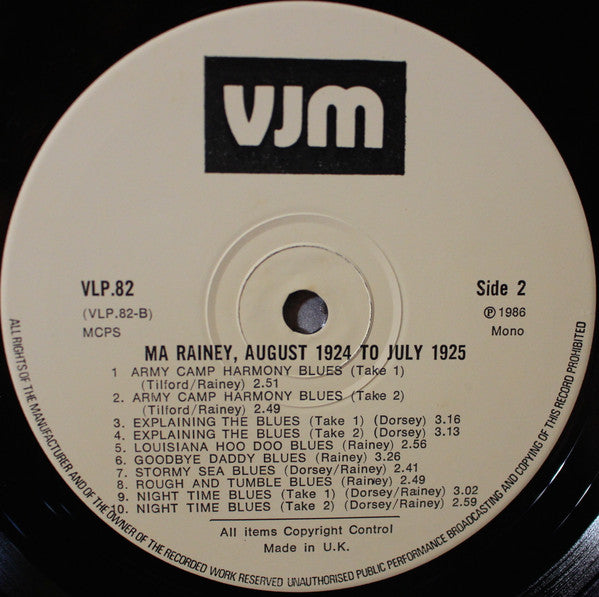 VJM
VLP.82
(VLP.82-B)
MCPS
Side 2
℗ 1986
Mono
MA RAINEY, AUGUST 1924 TO JULY 1925
1 ARMY CAMP HARMONY BLUES (Take 1)
(Tilford/Rainey) 2.51
2. ARMY CAMP HARMONY BLUES (Take 2)
(Tilford/Rainey) 2.49
3. EXPLAINING THE BLUES (Take 1) (Dorsey) 3.16
4. EXPLAINING THE BLUES (Take 2) (Dorsey) 3.13
5. LOUISIANA HOO DOO BLUES (Rainey) 2.56
6. GOODBYE DADDY BLUES (Rainey) 3.26
7. STORMY SEA BLUES (Dorsey/Rainey) 2.41
8. ROUGH AND TUMBLE BLUES (Rainey) 2.49
9. NIGHT TIME BLUES (Take 1) (Dorsey/Rainey) 3.02
10. NIGHT TIME BLUES (Take 2) (Dorsey/Rainey) 2.59
All items Copyright Control
Made in U.K.
ALL RIGHTS OF THE MANUFACTURER AND OF THE OWNER OF THE RECORDED WORK RESERVED UNAUTHORISED PUBLIC PERFORMANCE BROADCASTING AND COPYING OF THIS RECORD PROHIBITED